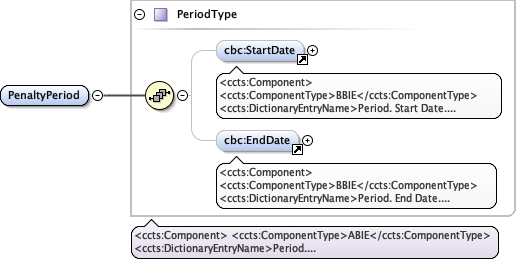 PeriodType
cbc:StartDate
<ccts:Component>
<ccts:ComponentType>BBIE</ccts:ComponentType>
<ccts:DictionaryEntryName>Period. Start Date....
PenaltyPeriod
cbc:EndDate
<ccts:Component>
<ccts:ComponentType>BBIE</ccts:ComponentType>
<ccts:DictionaryEntryName>Period. End Date....
<ccts:Component> <ccts:ComponentType>ABIE</ccts:ComponentType>
<ccts:DictionaryEntryName>Period....